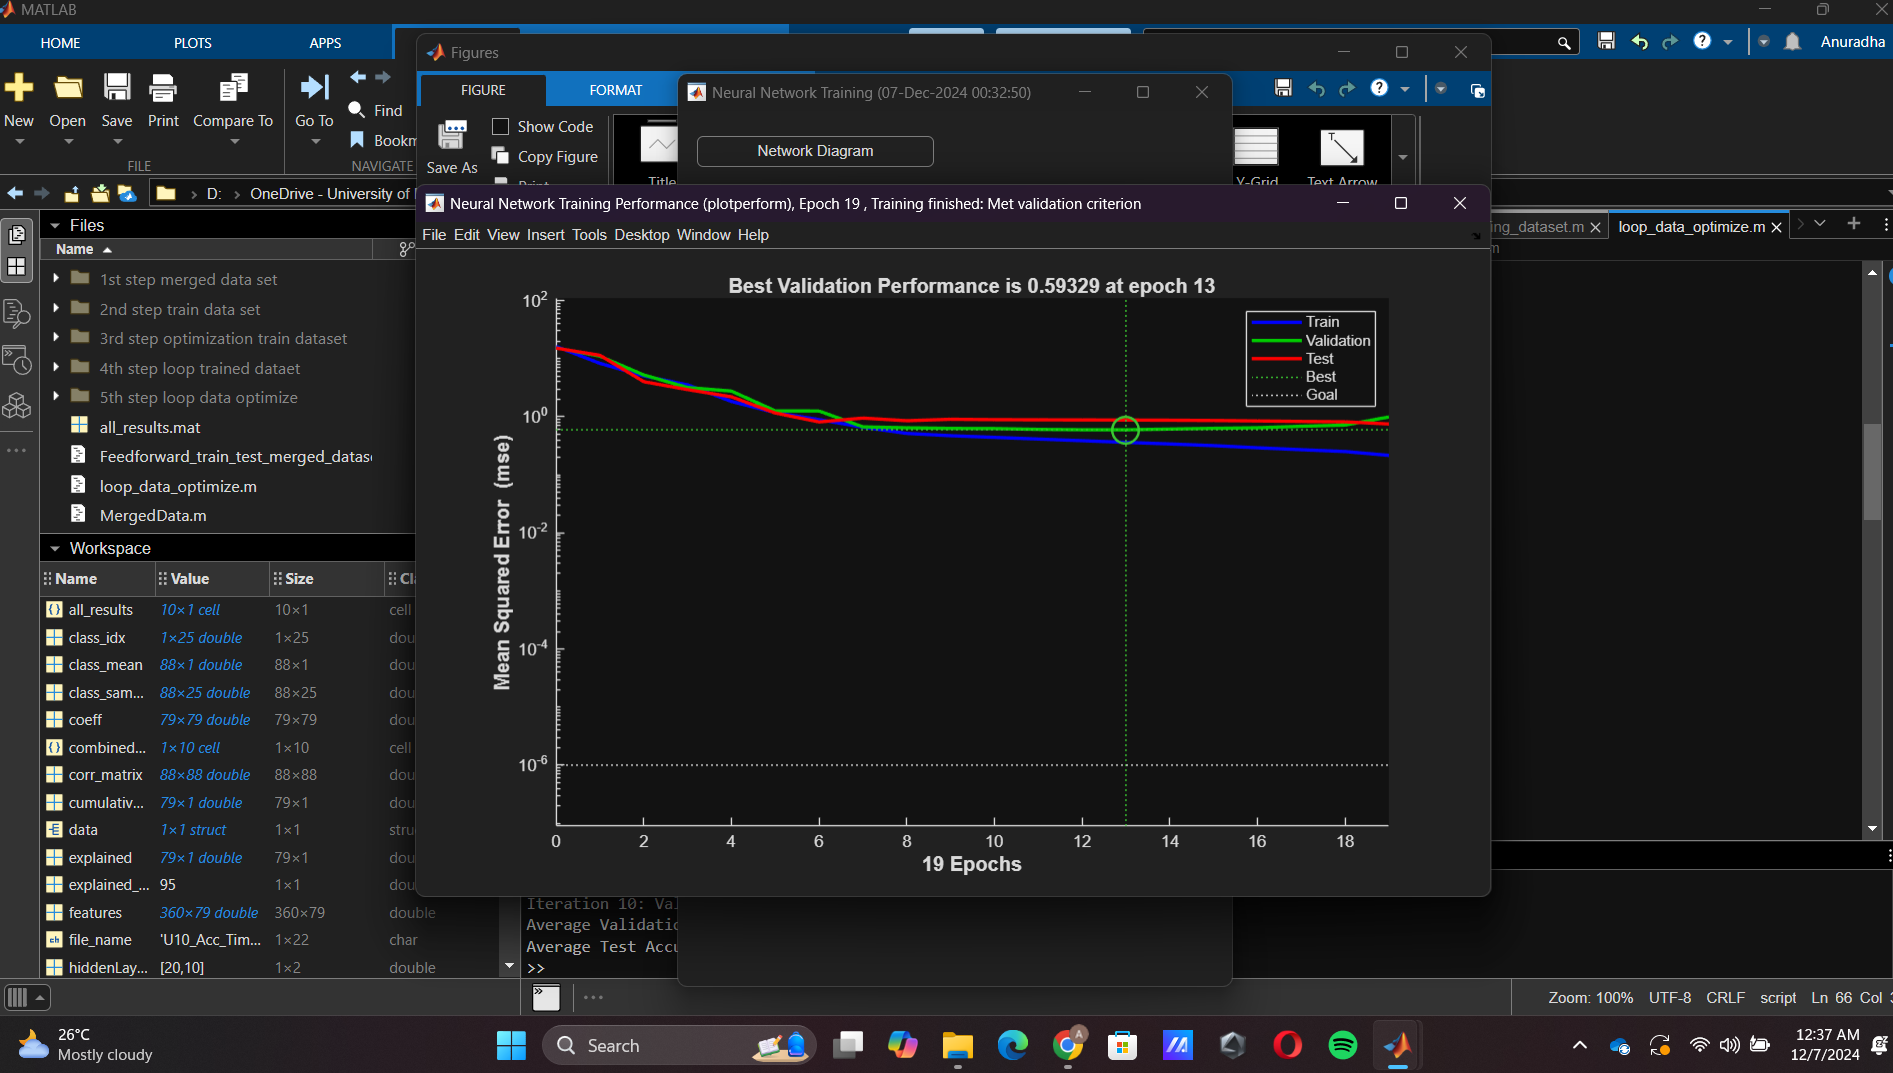 MATLAB
HOME PLOTS APPS
Anuradha
New Open Save Print Compare To Go To Find
FILE NAVIGATE
D: OneDrive - University of
Files
Name
1st step merged data set
2nd step train data set
3rd step optimization train dataset
4th step loop trained dataet
5th step loop data optimize
all_results.mat
Feedforward_train_test_merged_datas
loop_data_optimize.m
MergedData.m
Workspace
Name Value Size
all_results 10×1 cell 10×1 cell
class_idx 1×25 double 1×25 dou
class_mean 88×1 double 88×1 dou
class_sam... 88×25 double 88×25 dou
coeff 79×79 double 79×79 dou
combined... 1×10 cell 1×10 cell
corr_matrix 88×88 double 88×88 dou
cumulativ... 79×1 double 79×1 dou
data 1×1 struct 1×1 stru
explained 79×1 double 79×1 dou
explained_... 95 1×1 dou
features 360×79 double 360×79 double
file_name 'U10_Acc_Tim... 1×22 char
hiddenLay... [20,10] 1×2 double
Figures
FIGURE FORMAT
Save As
Show Code
Copy Figure
Print
Title
Y-Grid
Text Arrow
Neural Network Training (07-Dec-2024 00:32:50)
Network Diagram
Neural Network Training Performance (plotperform), Epoch 19 , Training finished: Met validation criterion
File Edit View Insert Tools Desktop Window Help
Best Validation Performance is 0.59329 at epoch 13
Train
Validation
Test
Best
Goal
Mean Squared Error (mse)
10²
10⁰
10⁻²
10⁻⁴
10⁻⁶
0 2 4 6 8 10 12 14 16 18
19 Epochs
ing_dataset.m loop_data_optimize.m
Iteration 10: Val
Average Validatio
Average Test Accu
>>
Zoom: 100% UTF-8 CRLF script Ln 66 Col
26°C
Mostly cloudy
Search
12:37 AM
12/7/2024